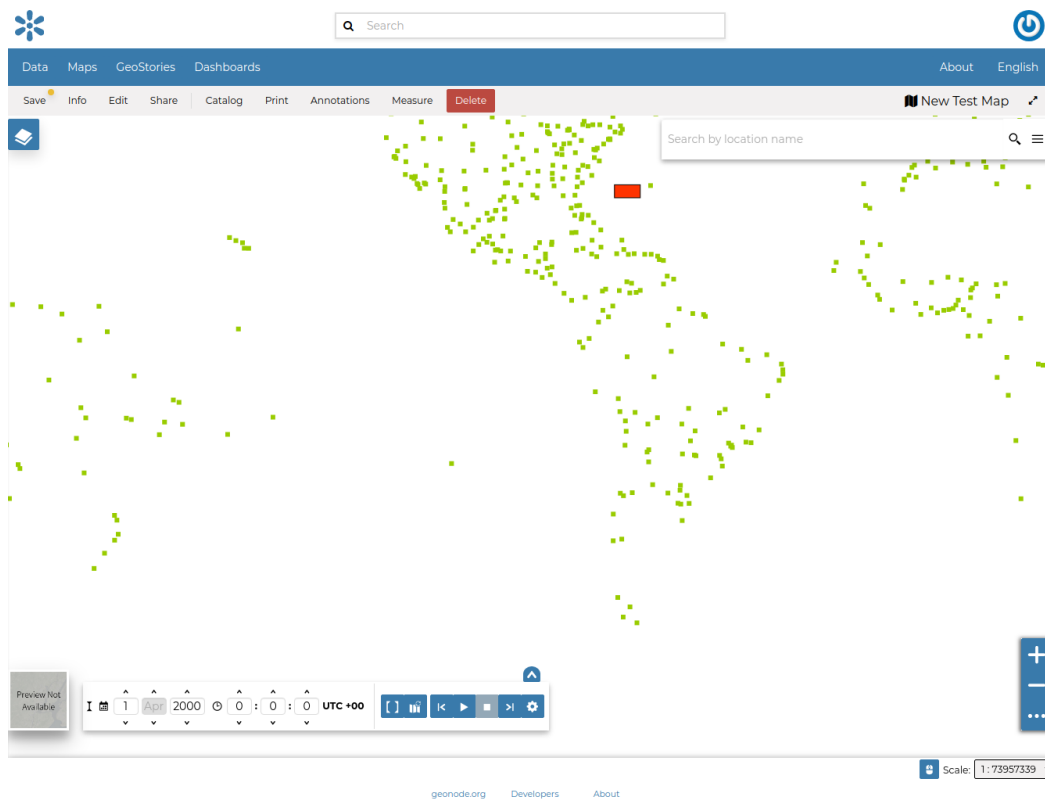 Search
Data Maps GeoStories Dashboards About English
Save Info Edit Share Catalog Print Annotations Measure Delete New Test Map
Search by location name
Preview Not
Available
1 Apr 2000 0 : 0 : 0 UTC +00
Scale: 1 : 73957339
geonode.org Developers About